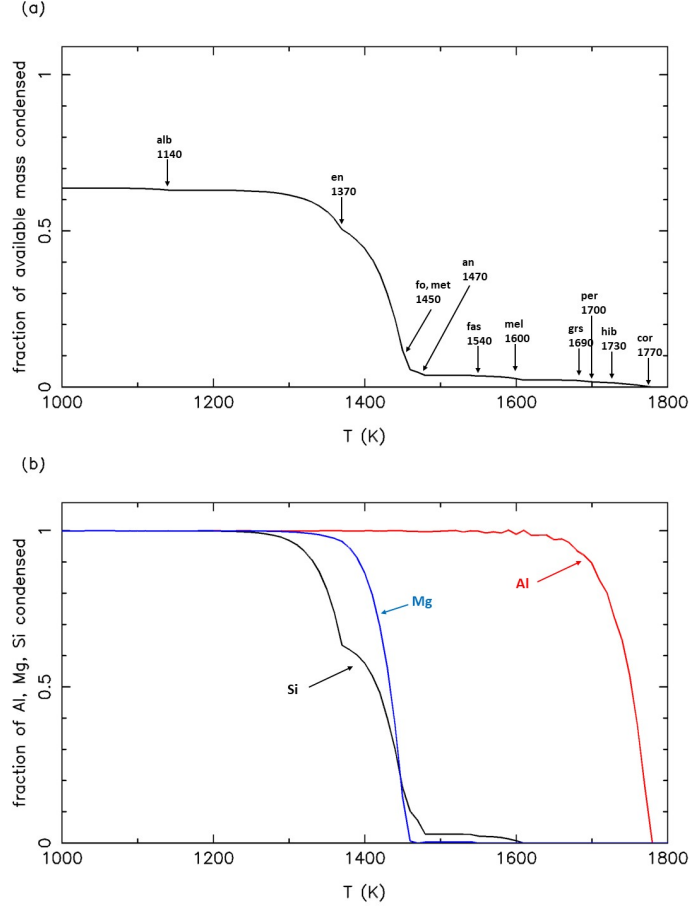 (a)
fraction of available mass condensed
1
0.5
0
alb
1140
en
1370
fo, met
1450
an
1470
fas
1540
mel
1600
grs
1690
per
1700
hib
1730
cor
1770
1000
1200
1400
1600
1800
T (K)
(b)
fraction of Al, Mg, Si condensed
1
0.5
0
Al
Mg
Si
1000
1200
1400
1600
1800
T (K)